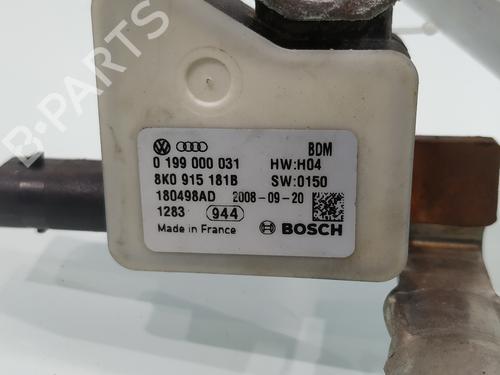 BDM
0 199 000 031 HW:H04
8K0 915 181B SW:0150
180498AD 2008-09-20
1283 944
Made in France BOSCH
B-PARTS